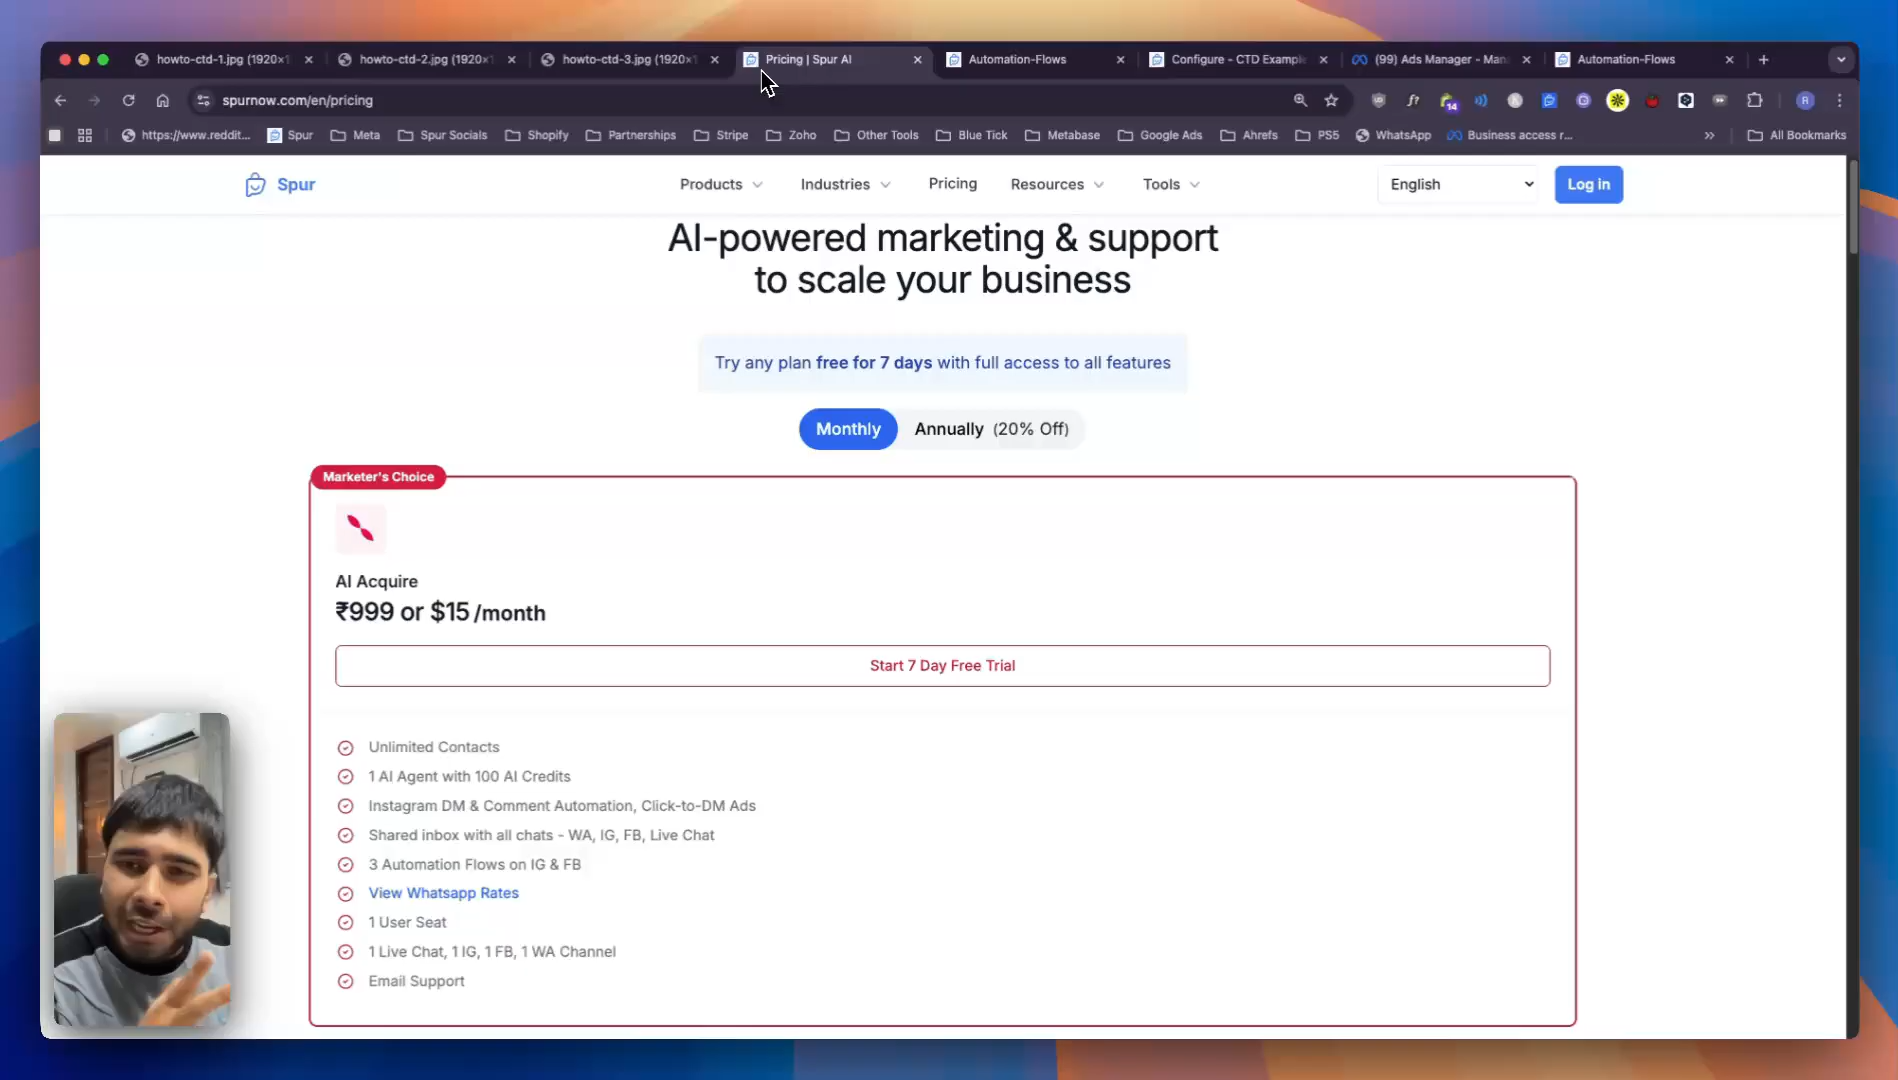 howto-ctd-1.jpg (1920×1
howto-ctd-2.jpg (1920×1
howto-ctd-3.jpg (1920×1
Pricing | Spur AI
Automation-Flows
Configure - CTD Example
(99) Ads Manager - Man
Automation-Flows
spurnow.com/en/pricing
14
R
https://www.reddit...
Spur
Meta
Spur Socials
Shopify
Partnerships
Stripe
Zoho
Other Tools
Blue Tick
Metabase
Google Ads
Ahrefs
PS5
WhatsApp
Business access r...
All Bookmarks
Spur
Products
Industries
Pricing
Resources
Tools
English
Log in
AI-powered marketing & support
to scale your business
Try any plan free for 7 days with full access to all features
Monthly
Annually (20% Off)
Marketer's Choice
AI Acquire
₹999 or $15 /month
Start 7 Day Free Trial
Unlimited Contacts
1 AI Agent with 100 AI Credits
Instagram DM & Comment Automation, Click-to-DM Ads
Shared inbox with all chats - WA, IG, FB, Live Chat
3 Automation Flows on IG & FB
View Whatsapp Rates
1 User Seat
1 Live Chat, 1 IG, 1 FB, 1 WA Channel
Email Support